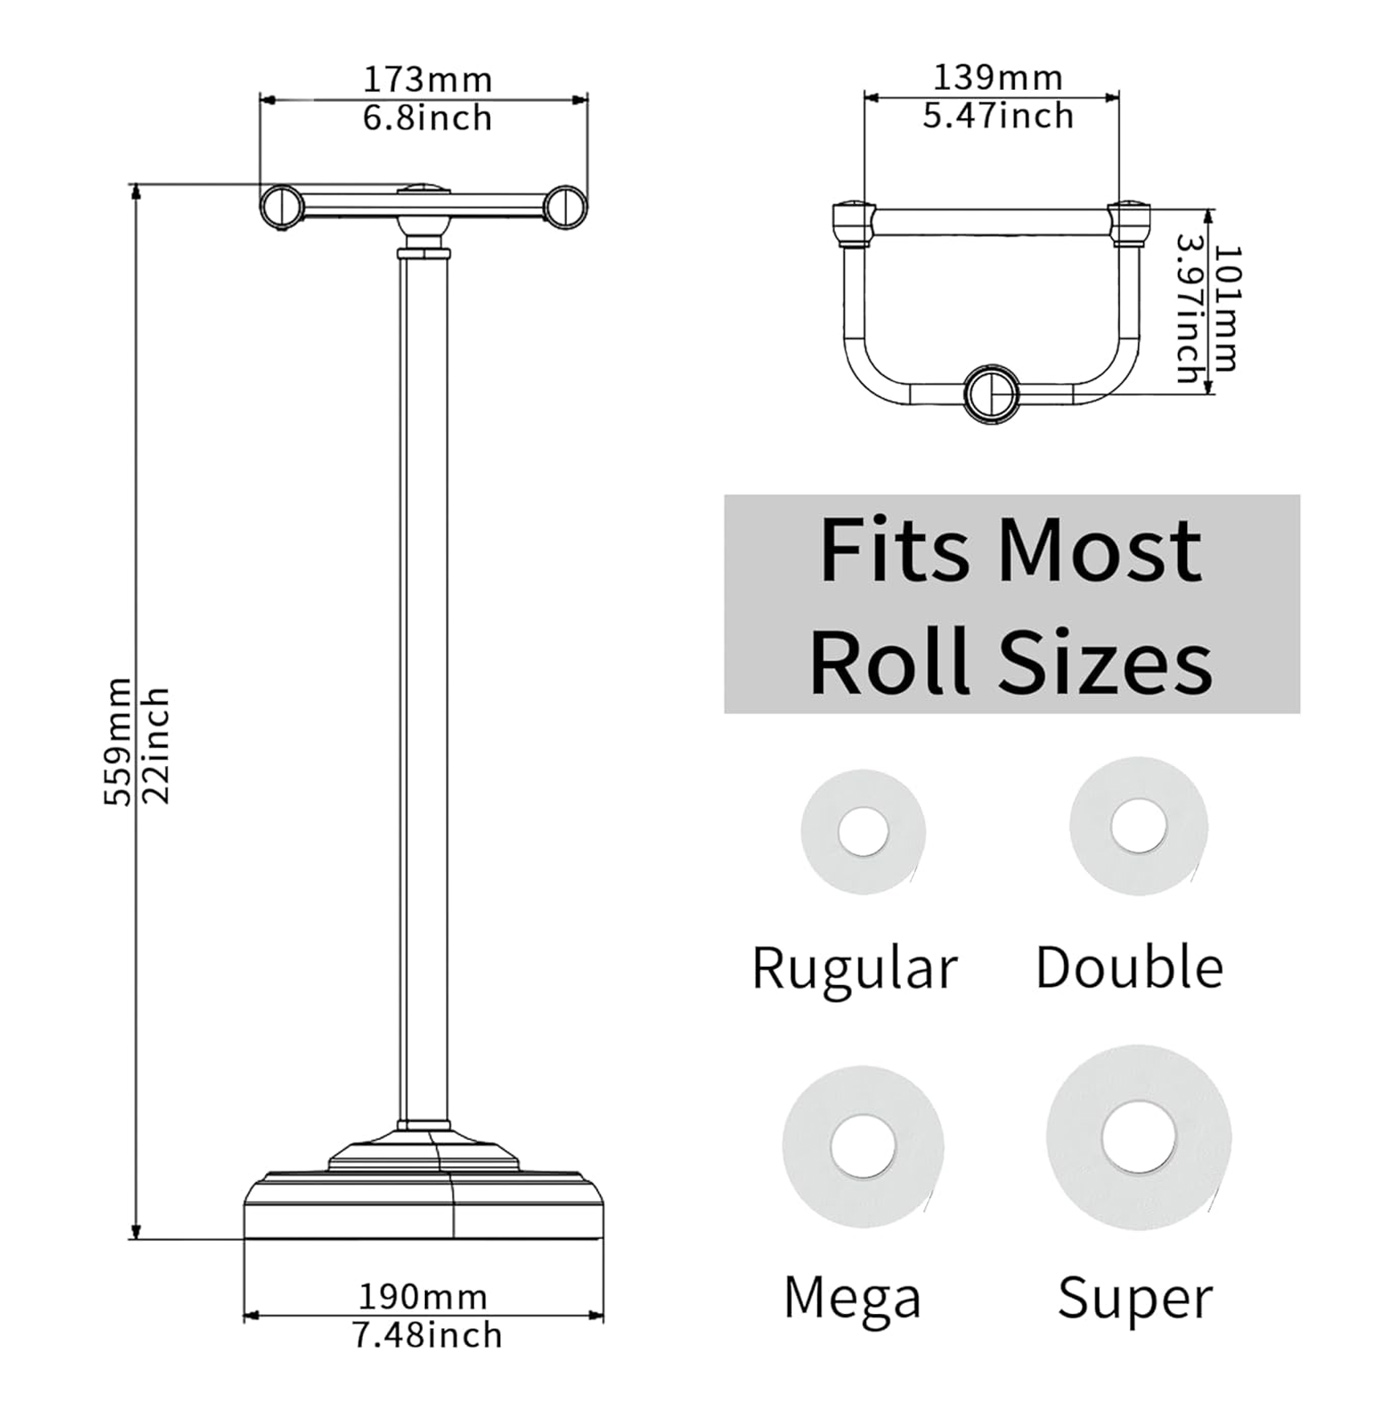 173mm
6.8inch
139mm
5.47inch
101mm
3.97inch
559mm
22inch
Fits Most
Roll Sizes
Rugular
Double
Mega
Super
190mm
7.48inch